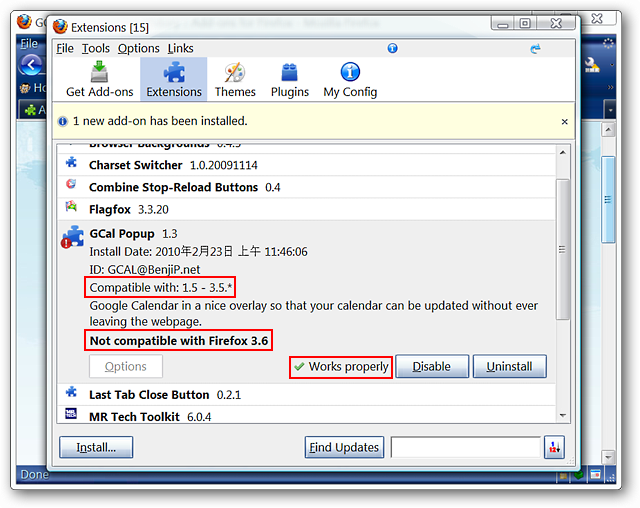 Extensions [15]
File Tools Options Links
Get Add-ons Extensions Themes Plugins My Config
1 new add-on has been installed.
Browser Backgrounds 0.4.3
Charset Switcher 1.0.20091114
Combine Stop-Reload Buttons 0.4
Flagfox 3.3.20
GCal Popup 1.3
Install Date: 2010年2月23日 上午 11:46:06
ID: GCAL@BenjiP.net
Compatible with: 1.5 - 3.5.*
Google Calendar in a nice overlay so that your calendar can be updated without ever
leaving the webpage.
Not compatible with Firefox 3.6
Options Works properly Disable Uninstall
Last Tab Close Button 0.2.1
MR Tech Toolkit 6.0.4
Install... Find Updates
File
Done